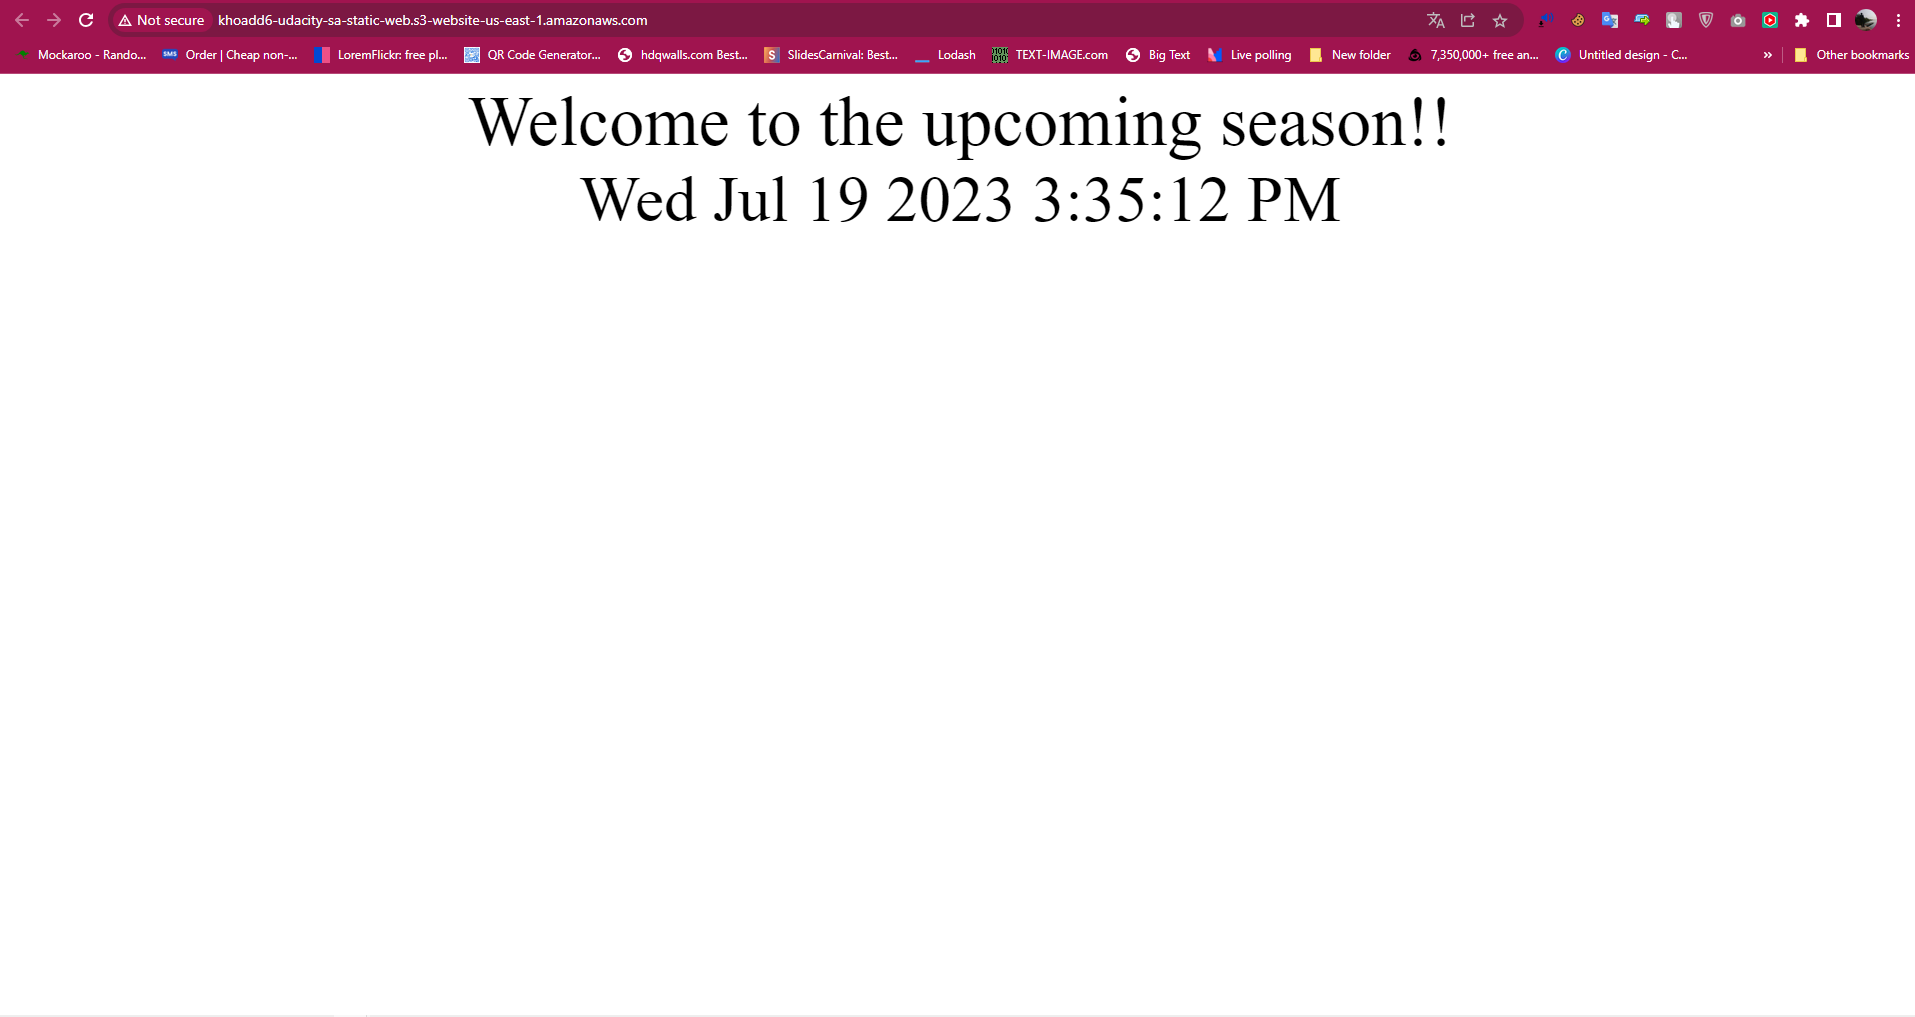 Not secure khoadd6-udacity-sa-static-web.s3-website-us-east-1.amazonaws.com
Mockaroo - Rando... SMS Order | Cheap non-... LoremFlickr: free pl... QR Code Generator... hdqwalls.com Best... S SlidesCarnival: Best... Lodash TEXT-IMAGE.com Big Text Live polling New folder 7,350,000+ free an... Untitled design - C... » Other bookmarks
Welcome to the upcoming season!!
Wed Jul 19 2023 3:35:12 PM